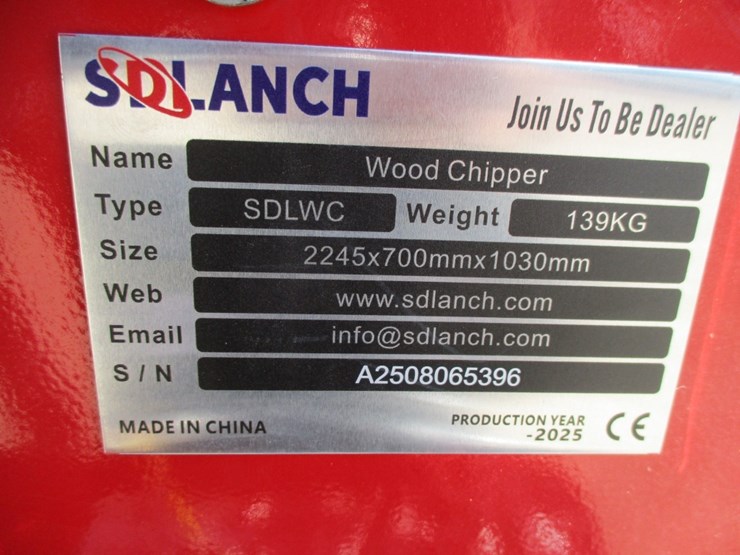 SDLANCH
Join Us To Be Dealer
Name Wood Chipper
Type SDLWC Weight 139KG
Size 2245x700mmx1030mm
Web www.sdlanch.com
Email info@sdlanch.com
S / N A2508065396
MADE IN CHINA
PRODUCTION YEAR
-2025
CE